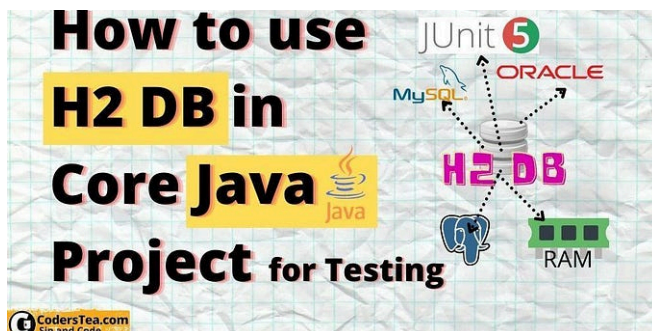 How to use
H2 DB in
Core Java
Java
Project for Testing
JUnit 5
ORACLE
MySQL
H2 DB
RAM
CodersTea.com
Sip and Code